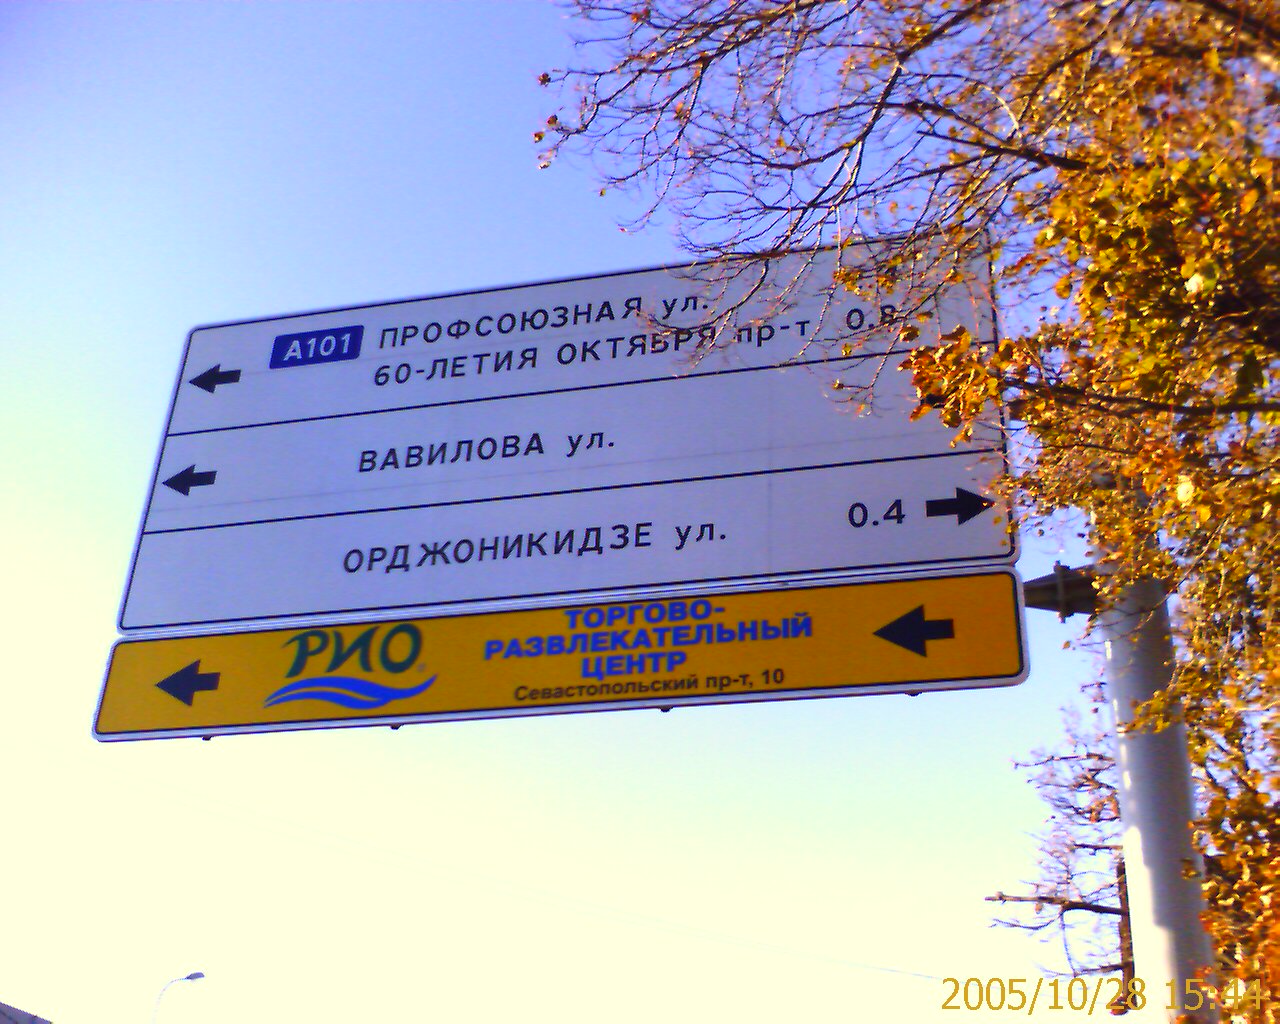 А101 ПРОФСОЮЗНАЯ ул.
60-ЛЕТИЯ ОКТЯБРЯ пр-т 0.8
ВАВИЛОВА ул.
ОРДЖОНИКИДЗЕ ул. 0.4
РИО
ТОРГОВО-
РАЗВЛЕКАТЕЛЬНЫЙ
ЦЕНТР
Севастопольский пр-т, 10
2005/10/28 15:44